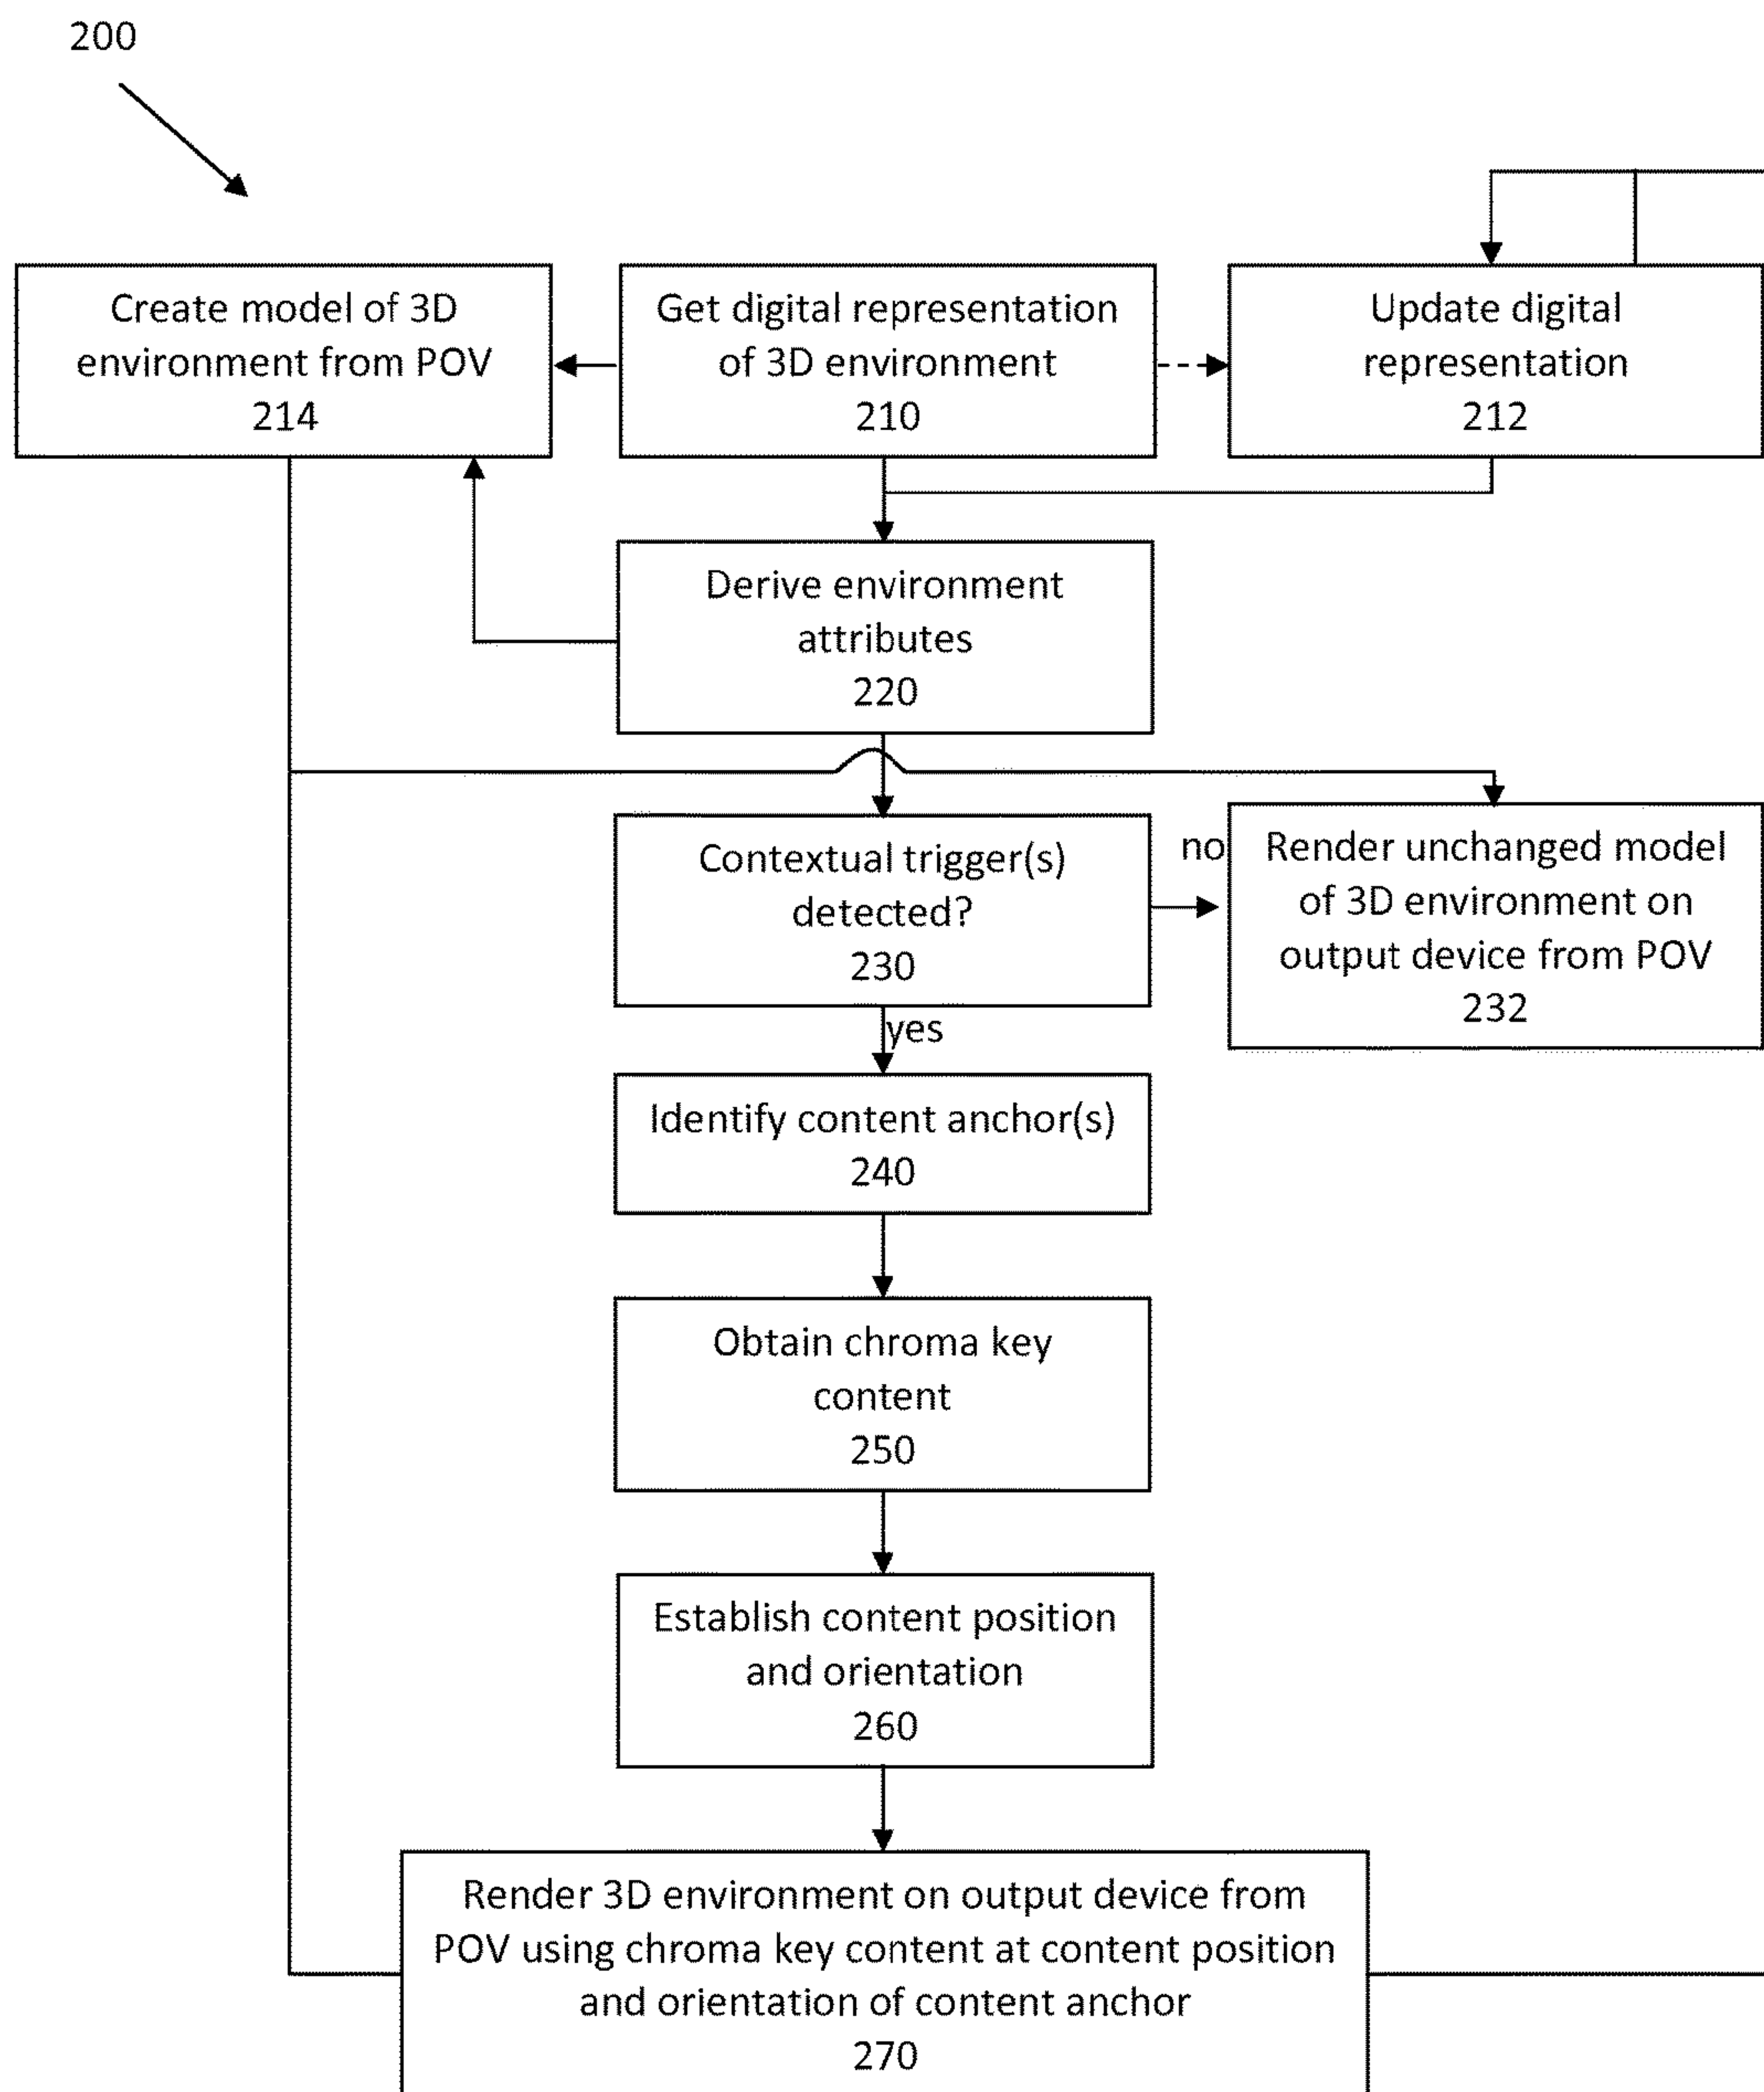 200
Create model of 3D
environment from POV
214
Get digital representation
of 3D environment
210
Update digital
representation
212
Derive environment
attributes
220
Contextual trigger(s)
detected?
230
no
Render unchanged model
of 3D environment on
output device from POV
232
yes
Identify content anchor(s)
240
Obtain chroma key
content
250
Establish content position
and orientation
260
Render 3D environment on output device from
POV using chroma key content at content position
and orientation of content anchor
270